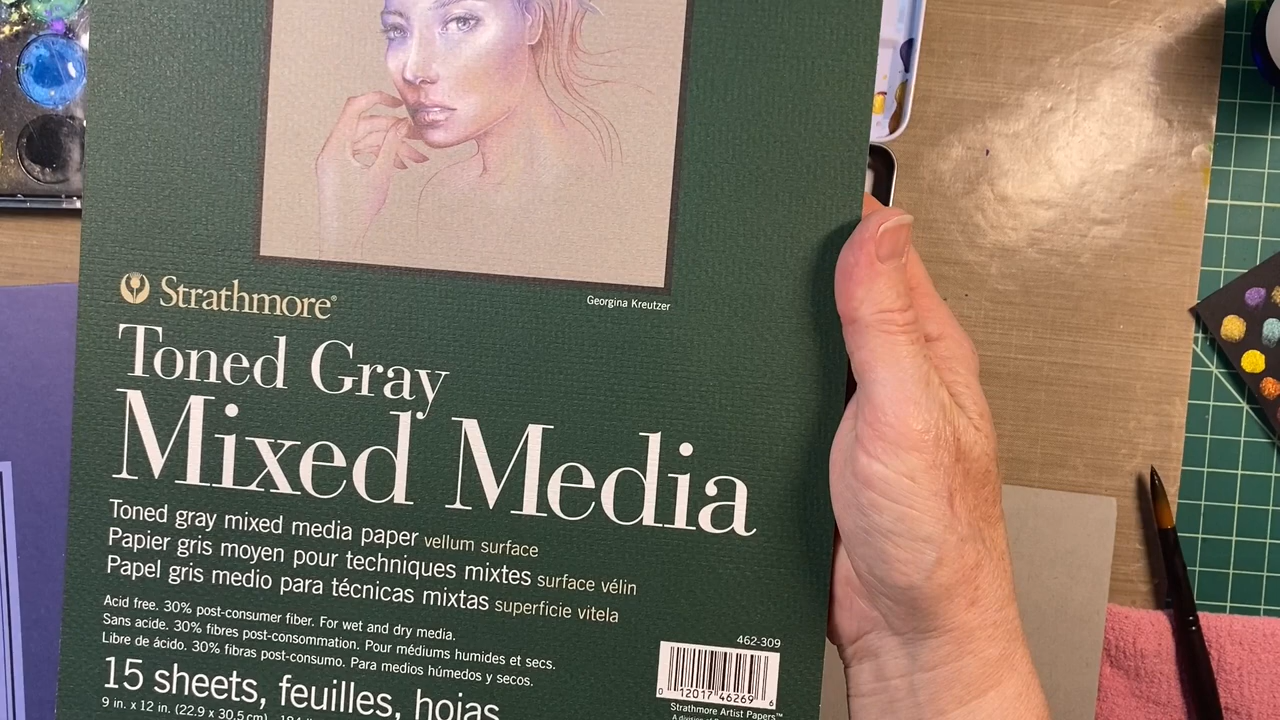 Georgina Kreutzer
Strathmore®
Toned Gray
Mixed Media
Toned gray mixed media paper vellum surface
Papier gris moyen pour techniques mixtes surface vélin
Papel gris medio para técnicas mixtas superficie vitela
Acid free. 30% post-consumer fiber. For wet and dry media.
Sans acide. 30% fibres post-consommation. Pour médiums humides et secs.
Libre de ácido. 30% fibras post-consumo. Para medios húmedos y secos.
462-309
15 sheets, feuilles, hojas
0 12017 46269 6
9 in. x 12 in. (22.9 x 30.5 cm)
Strathmore Artist Papers™
A division of